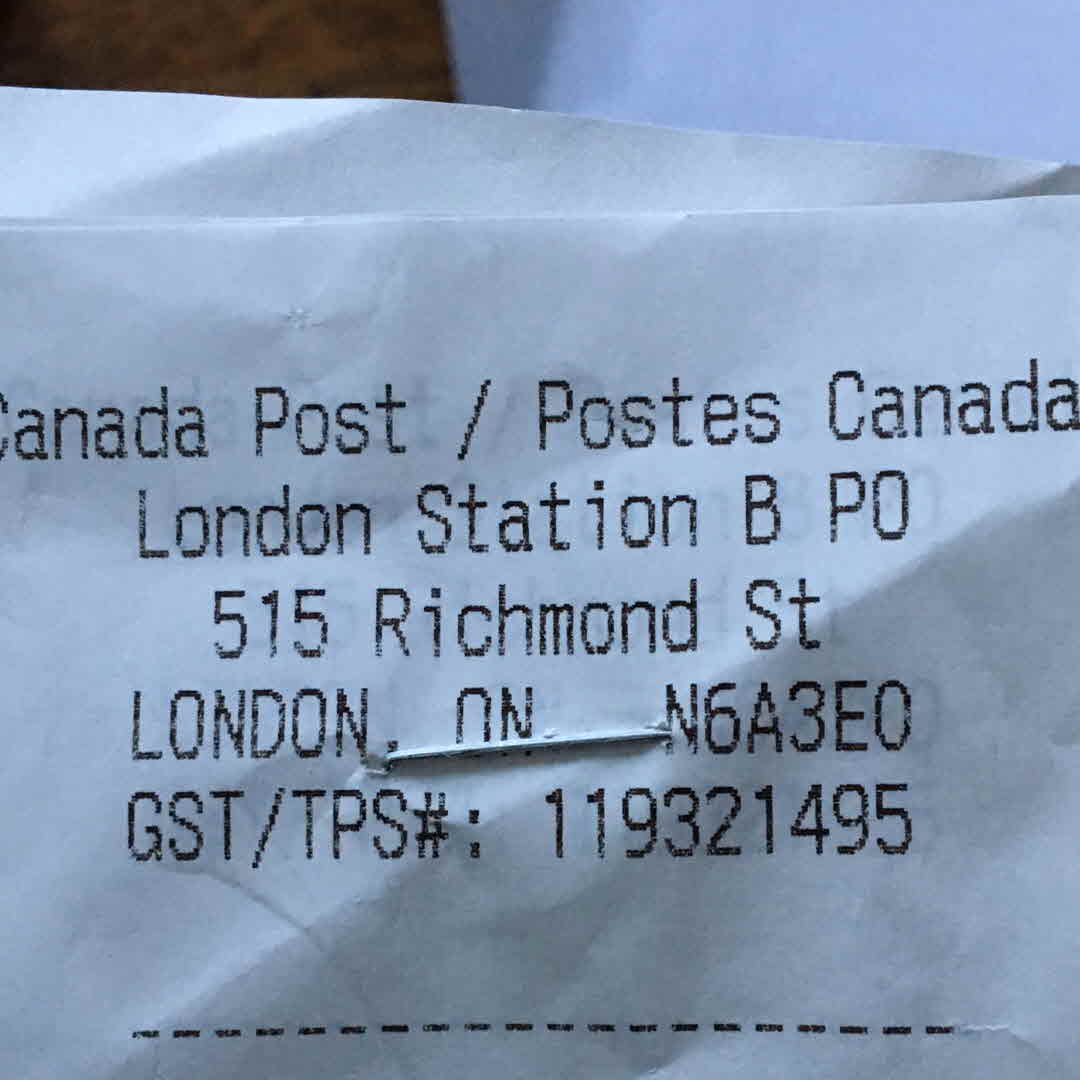 Canada Post / Postes Canada
London Station B PO
515 Richmond St
LONDON, ON N6A3E0
GST/TPS#: 119321495